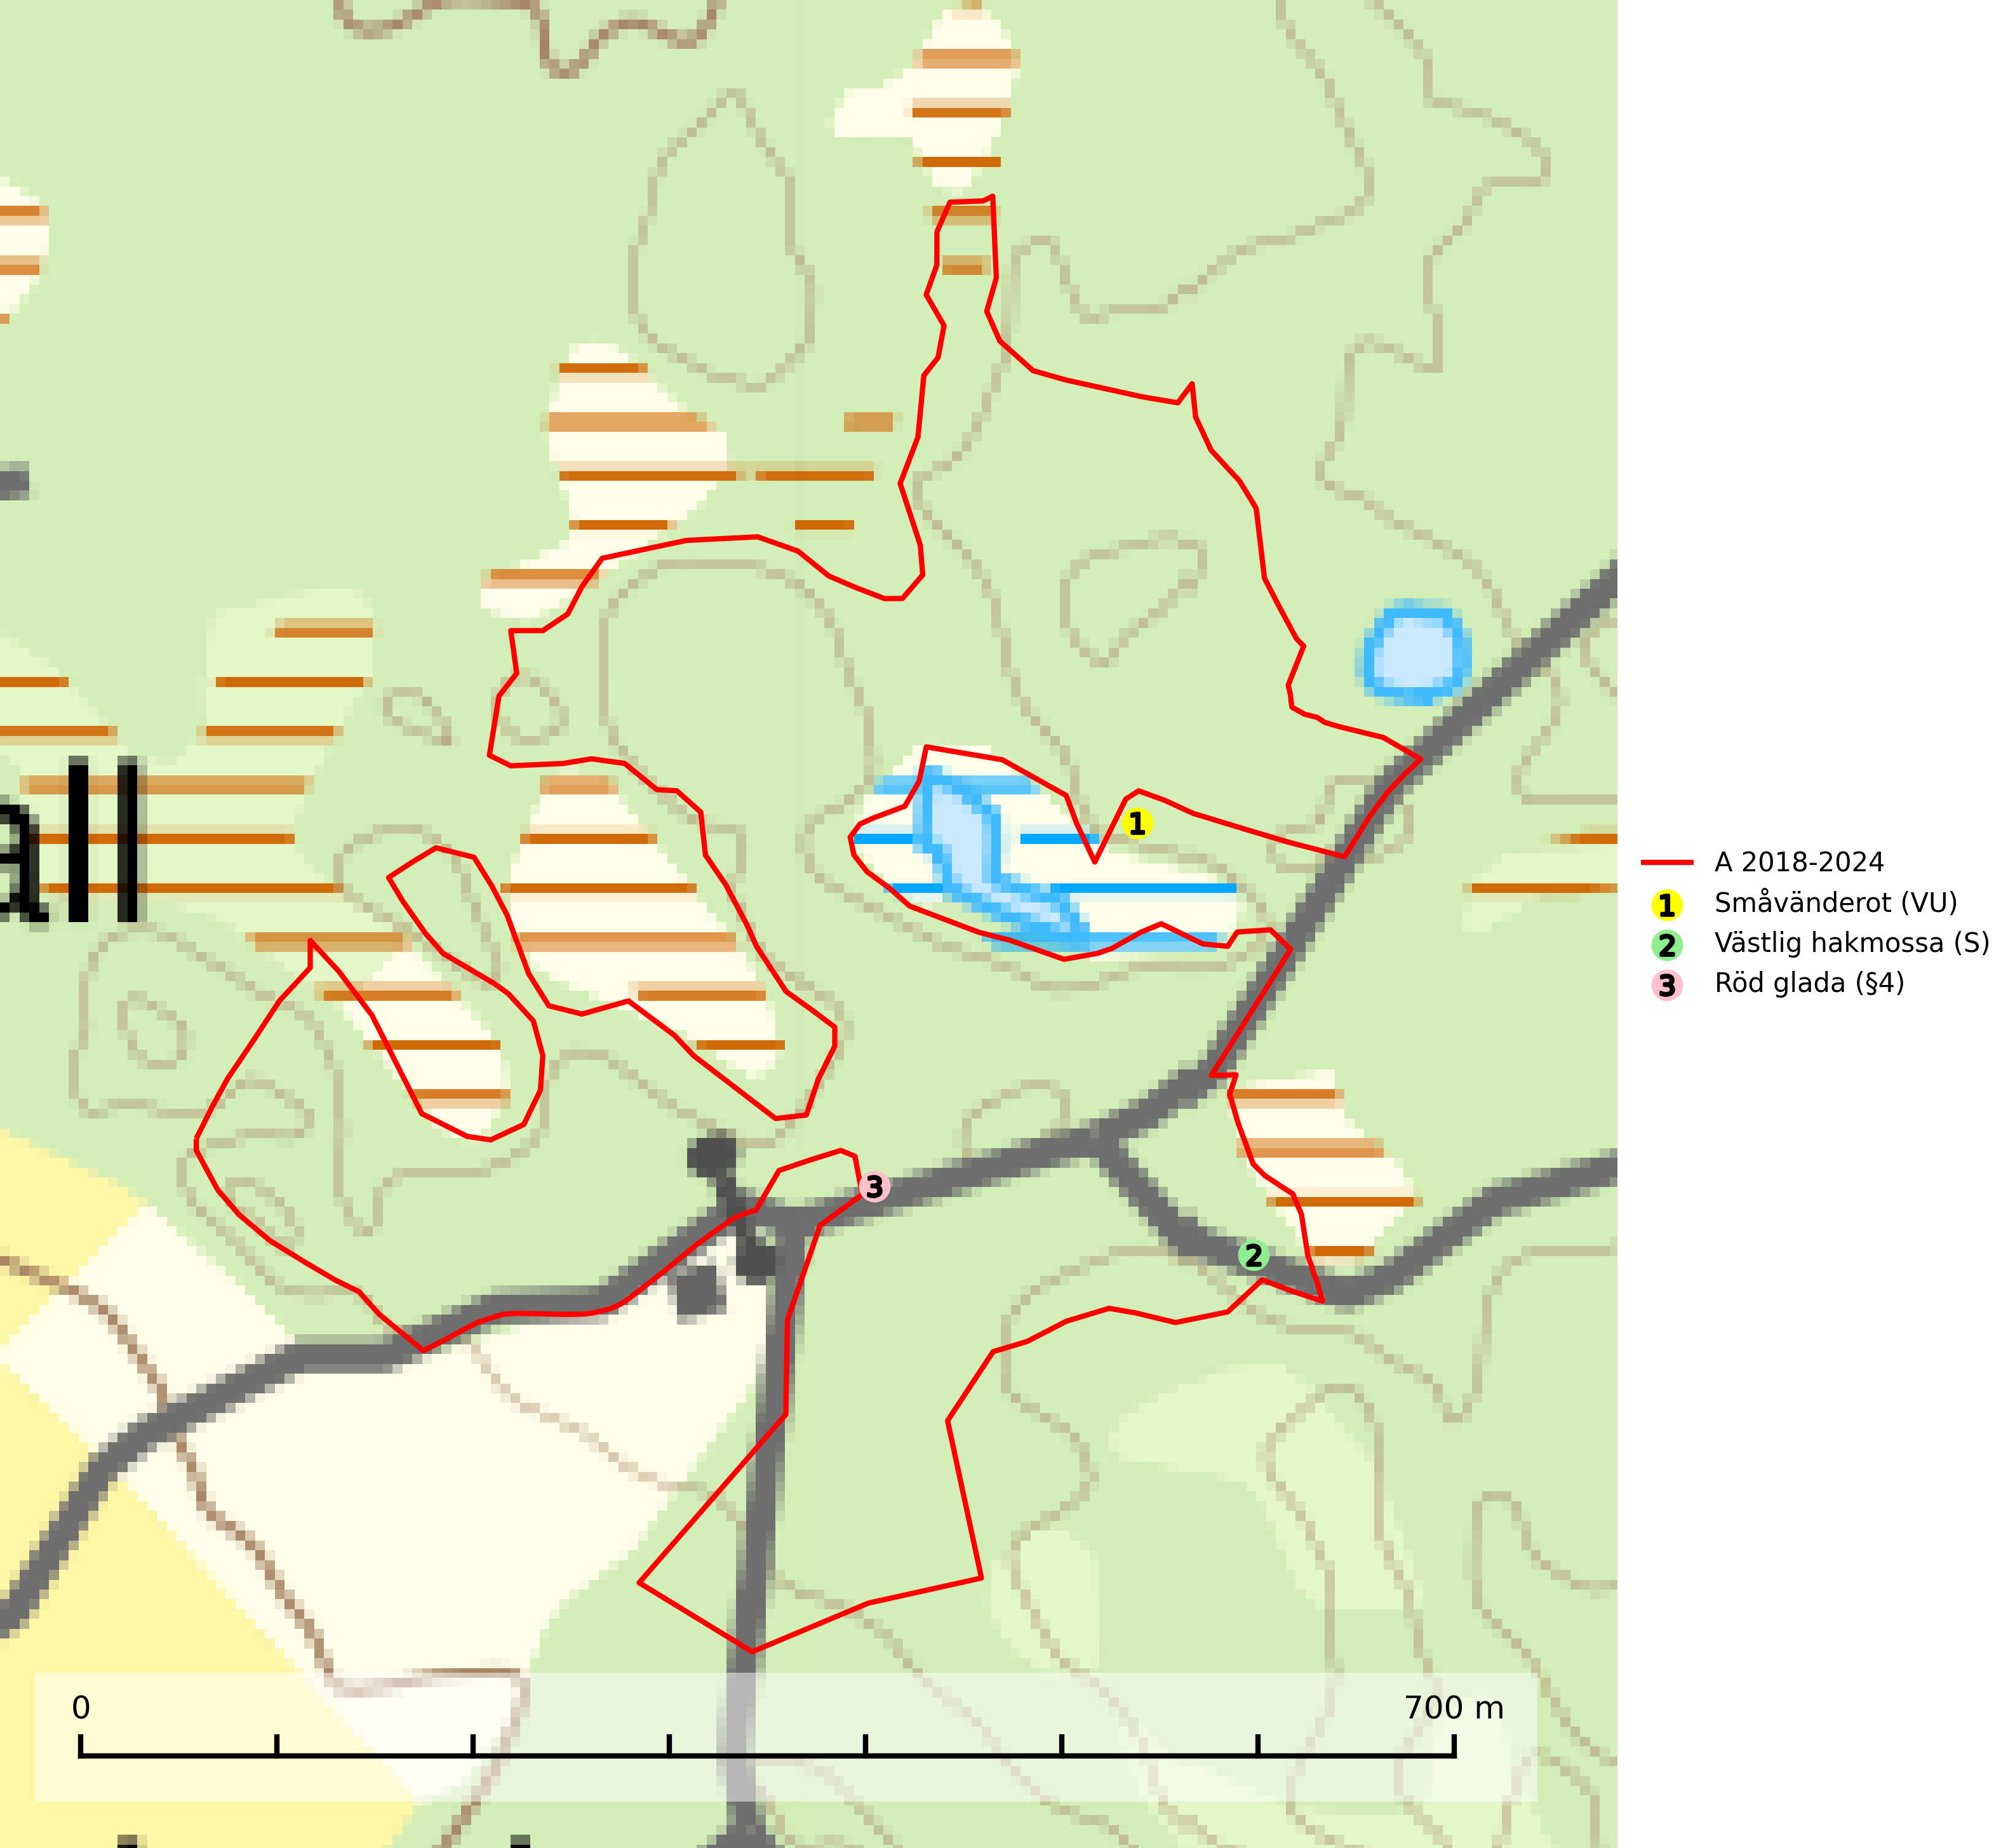 all
1
2
3
0
700 m
A 2018-2024
1 Småvänderot (VU)
2 Västlig hakmossa (S)
3 Röd glada (§4)